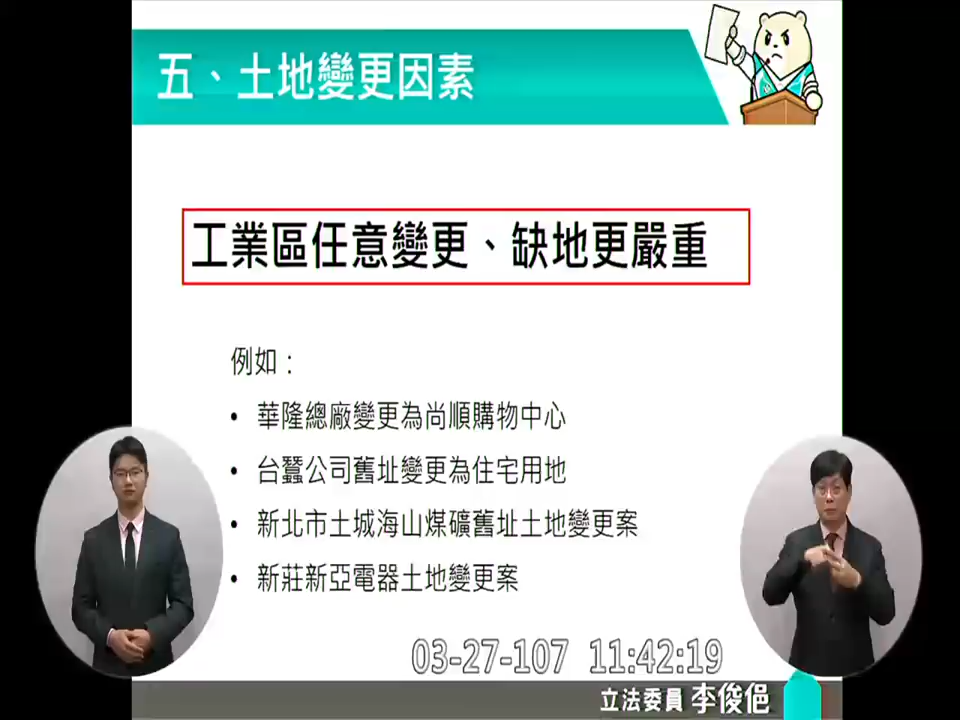 五、土地變更因素
工業區任意變更、缺地更嚴重
例如：
• 華隆總廠變更為尚順購物中心
• 台蠶公司舊址變更為住宅用地
• 新北市土城海山煤礦舊址土地變更案
• 新莊新亞電器土地變更案
03-27-107 11:42:19
立法委員 李俊俋